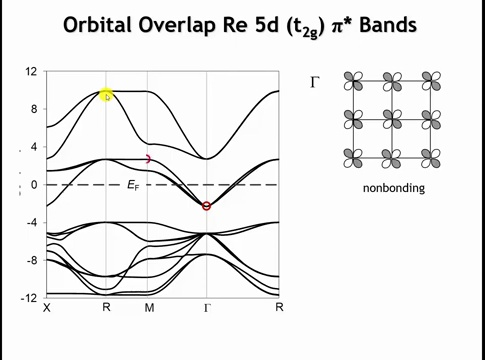 Orbital Overlap Re 5d (t2g) π* Bands
12
8
4
0
-4
-8
-12
EF
X
R
M
Γ
R
Γ
nonbonding